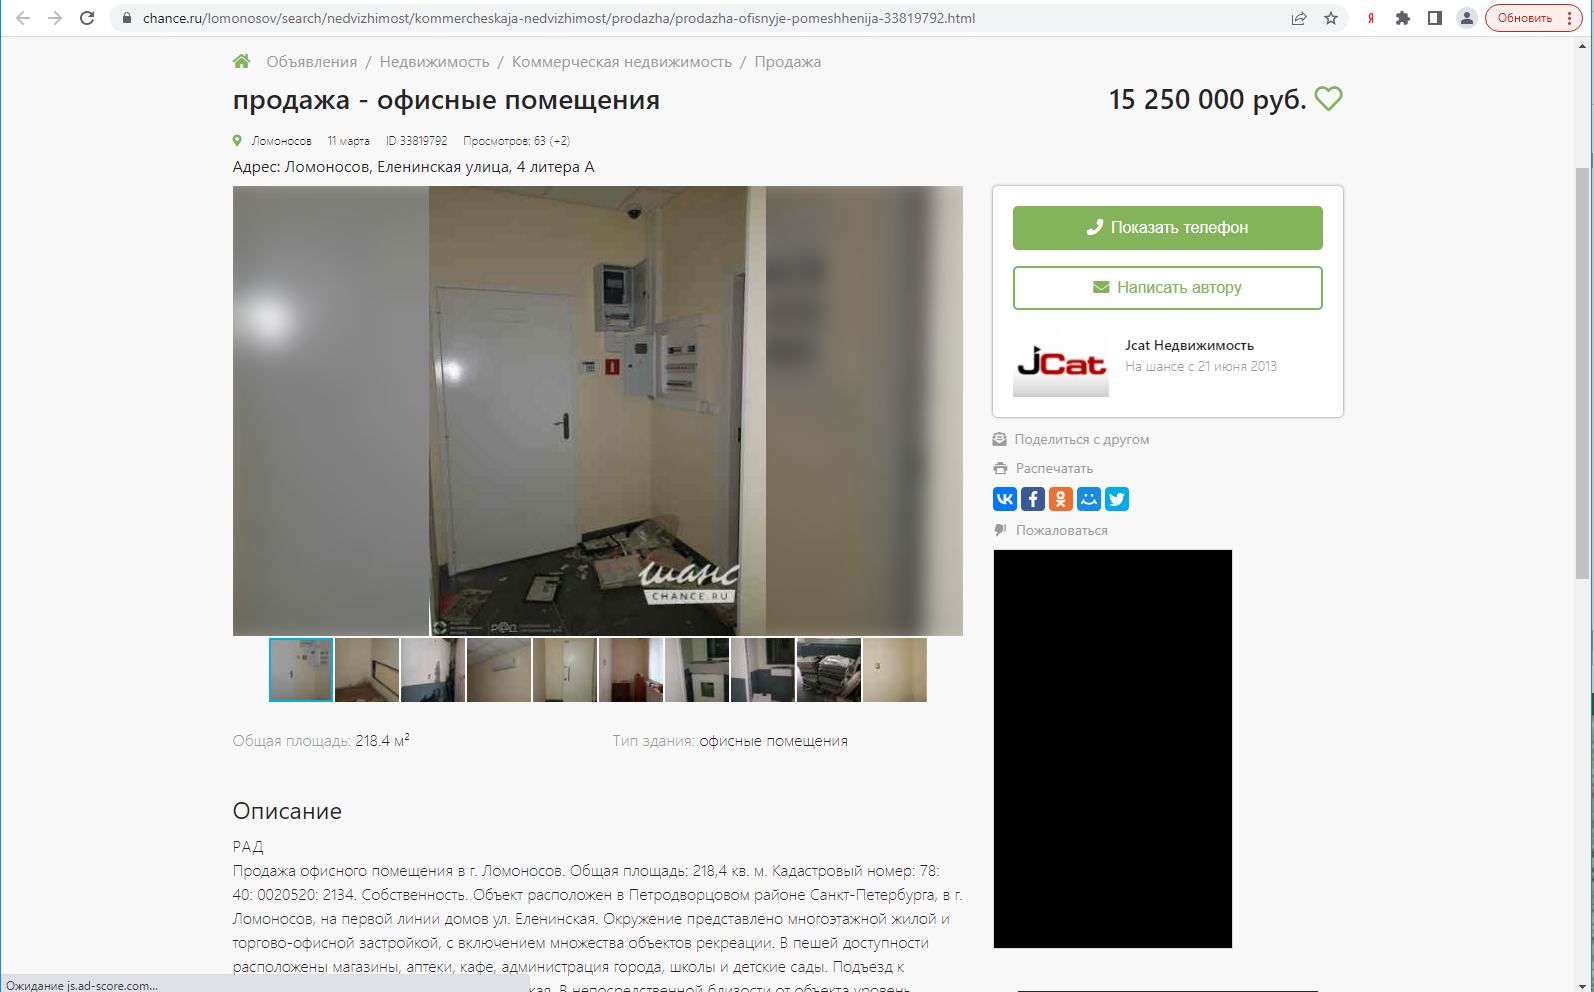 chance.ru/lomonosov/search/nedvizhimost/kommercheskaja-nedvizhimost/prodazha/prodazha-ofisnyje-pomeshhenija-33819792.html
Я
Обновить
Объявления / Недвижимость / Коммерческая недвижимость / Продажа
продажа - офисные помещения
15 250 000 руб.
Ломоносов 11 марта ID 33819792 Просмотров: 63 (+2)
Адрес: Ломоносов, Еленинская улица, 4 литера А
Показать телефон
Написать автору
jCat
Jcat Недвижимость
На шансе с 21 июня 2013
Поделиться с другом
Распечатать
Пожаловаться
шанс
CHANCE.RU
Общая площадь: 218.4 м²
Тип здания: офисные помещения
Описание
РАД
Продажа офисного помещения в г. Ломоносов. Общая площадь: 218,4 кв. м. Кадастровый номер: 78:
40: 0020520: 2134. Собственность. Объект расположен в Петродворцовом районе Санкт-Петербурга, в г.
Ломоносов, на первой линии домов ул. Еленинская. Окружение представлено многоэтажной жилой и
торгово-офисной застройкой, с включением множества объектов рекреации. В пешей доступности
расположены магазины, аптеки, кафе, администрация города, школы и детские сады. Подъезд к
В непосредственной близости от объекта уровень
Ожидание js.ad-score.com...